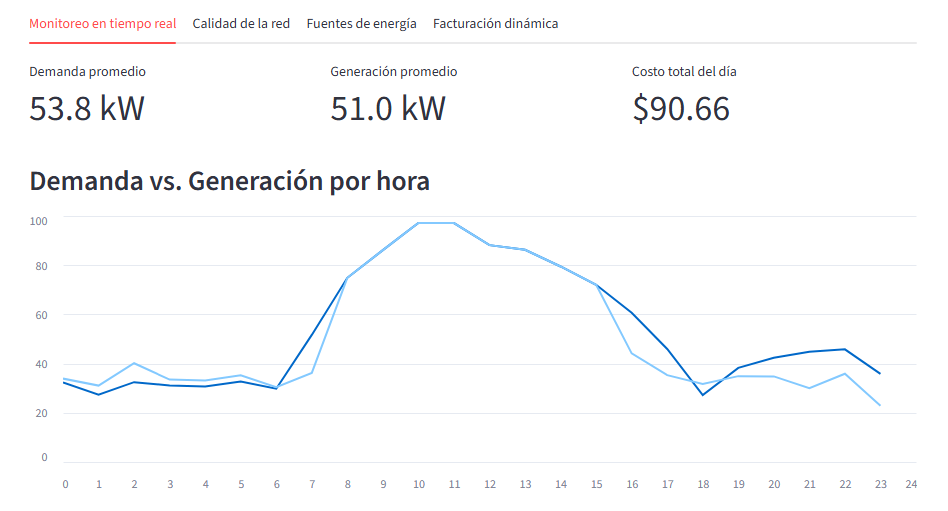 Monitoreo en tiempo real Calidad de la red Fuentes de energía Facturación dinámica
Demanda promedio Generación promedio Costo total del día
53.8 kW 51.0 kW $90.66
Demanda vs. Generación por hora
100
80
60
40
20
0
0 1 2 3 4 5 6 7 8 9 10 11 12 13 14 15 16 17 18 19 20 21 22 23 24